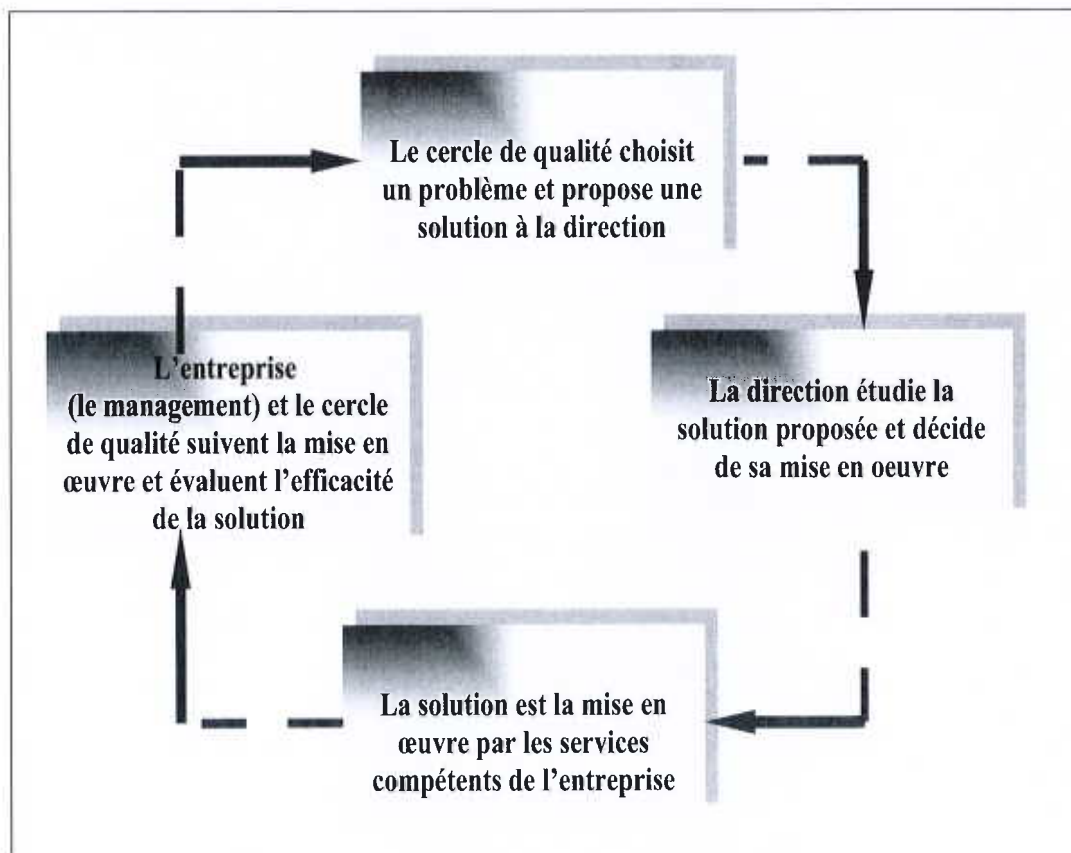 Le cercle de qualité choisit
un problème et propose une
solution à la direction
La direction étudie la
solution proposée et décide
de sa mise en oeuvre
La solution est la mise en
œuvre par les services
compétents de l'entreprise
L'entreprise
(le management) et le cercle
de qualité suivent la mise en
œuvre et évaluent l'efficacité
de la solution